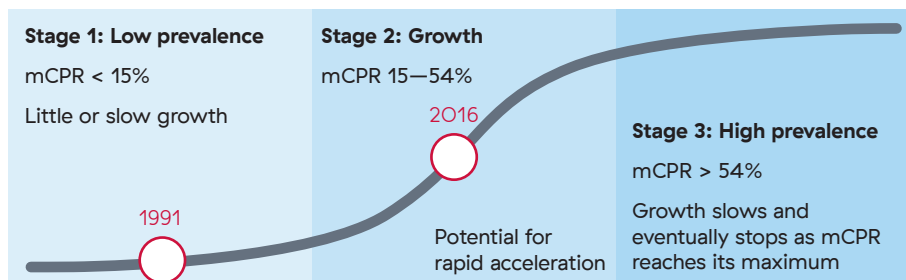 Stage 1: Low prevalence
mCPR < 15%
Little or slow growth
1991
Stage 2: Growth
mCPR 15—54%
2016
Potential for
rapid acceleration
Stage 3: High prevalence
mCPR > 54%
Growth slows and
eventually stops as mCPR
reaches its maximum